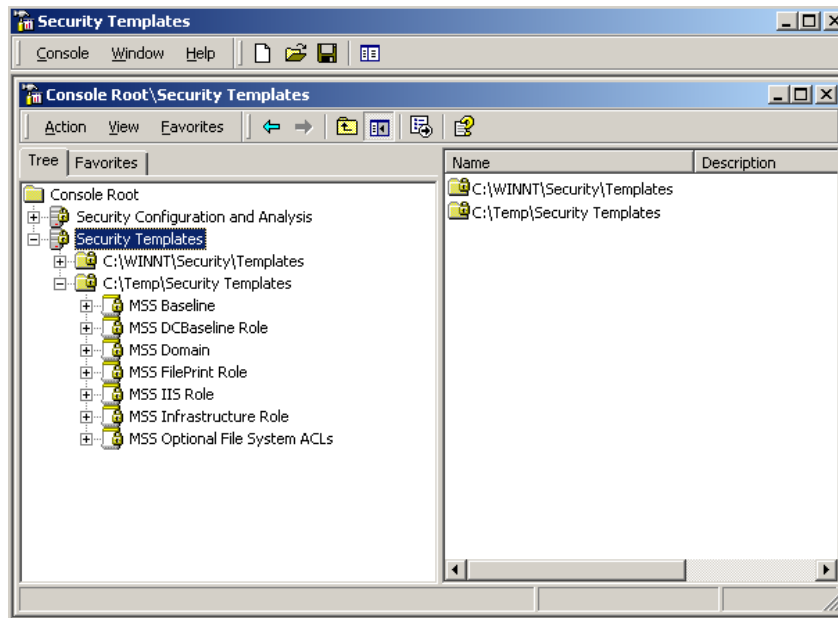 Security Templates
Console Window Help
Console Root\Security Templates
Action View Favorites
Tree Favorites
Name Description
Console Root
Security Configuration and Analysis
Security Templates
C:\WINNT\Security\Templates
C:\Temp\Security Templates
MSS Baseline
MSS DCBaseline Role
MSS Domain
MSS FilePrint Role
MSS IIS Role
MSS Infrastructure Role
MSS Optional File System ACLs
C:\WINNT\Security\Templates
C:\Temp\Security Templates